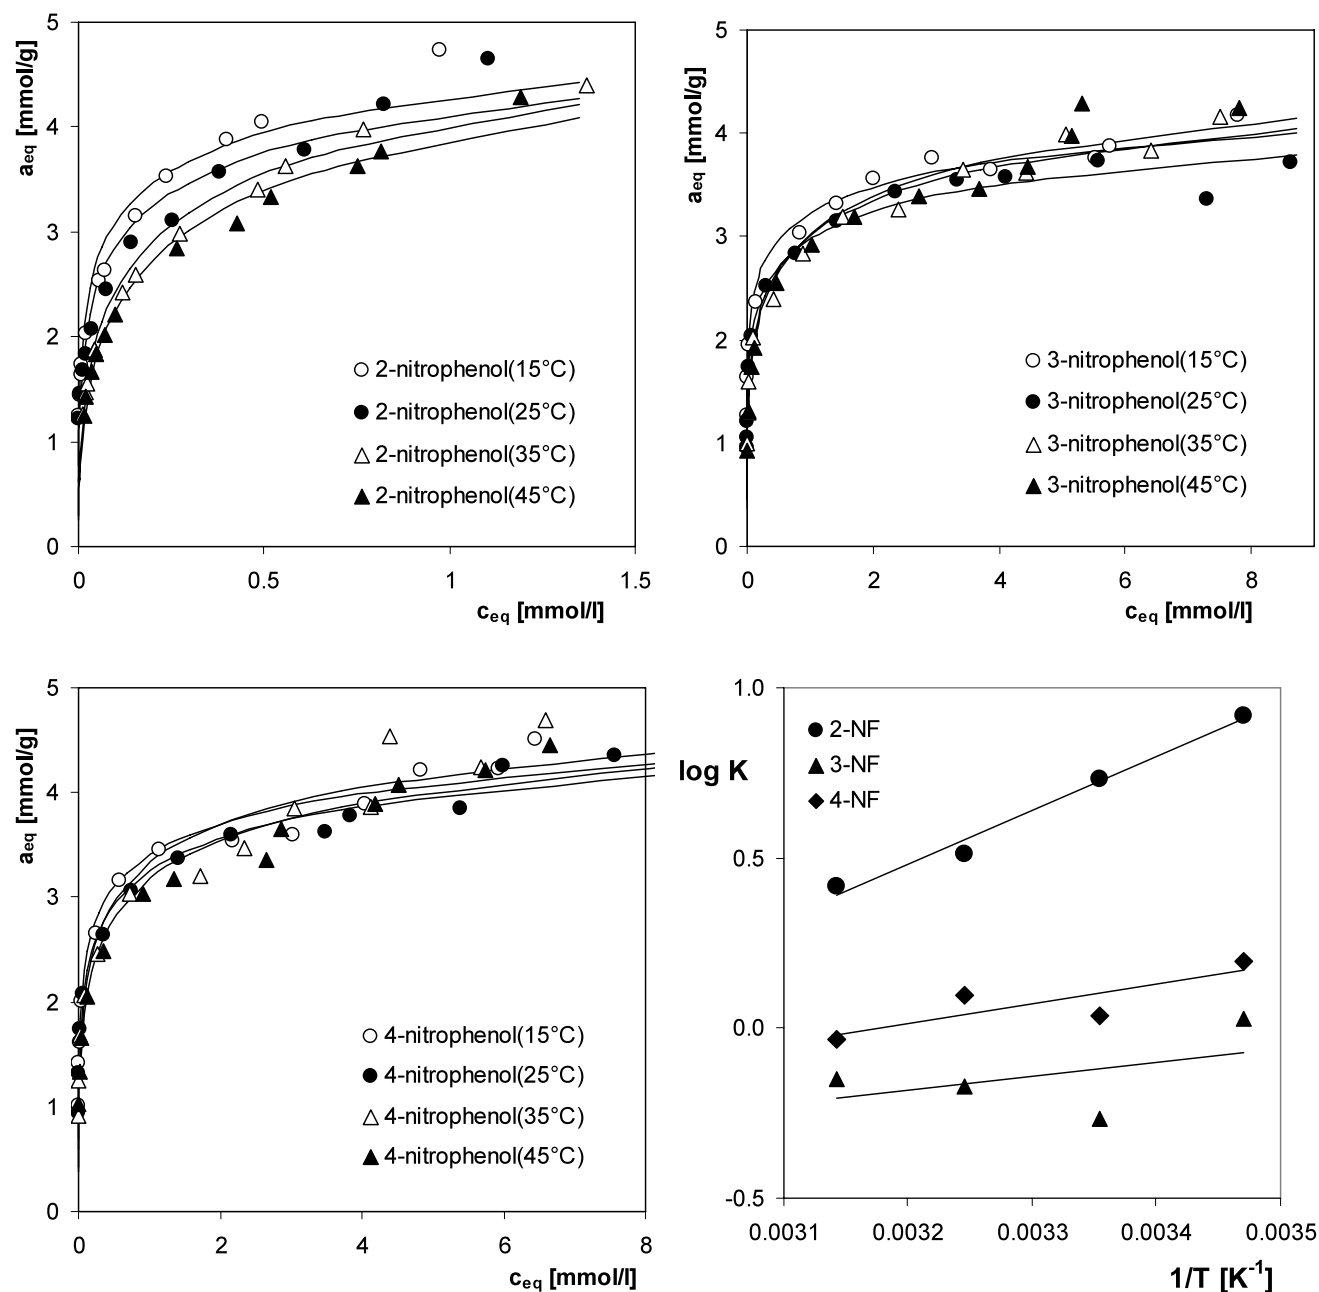 5
4
3
2
1
0
aeq [mmol/g]
2-nitrophenol(15°C)
2-nitrophenol(25°C)
2-nitrophenol(35°C)
2-nitrophenol(45°C)
0 0.5 1 1.5
ceq [mmol/l]
5
4
3
2
1
0
aeq [mmol/g]
3-nitrophenol(15°C)
3-nitrophenol(25°C)
3-nitrophenol(35°C)
3-nitrophenol(45°C)
0 2 4 6 8
ceq [mmol/l]
5
4
3
2
1
0
aeq [mmol/g]
4-nitrophenol(15°C)
4-nitrophenol(25°C)
4-nitrophenol(35°C)
4-nitrophenol(45°C)
0 2 4 6 8
ceq [mmol/l]
1.0
0.5
0.0
-0.5
log K
2-NF
3-NF
4-NF
0.0031 0.0032 0.0033 0.0034 0.0035
1/T [K-1]